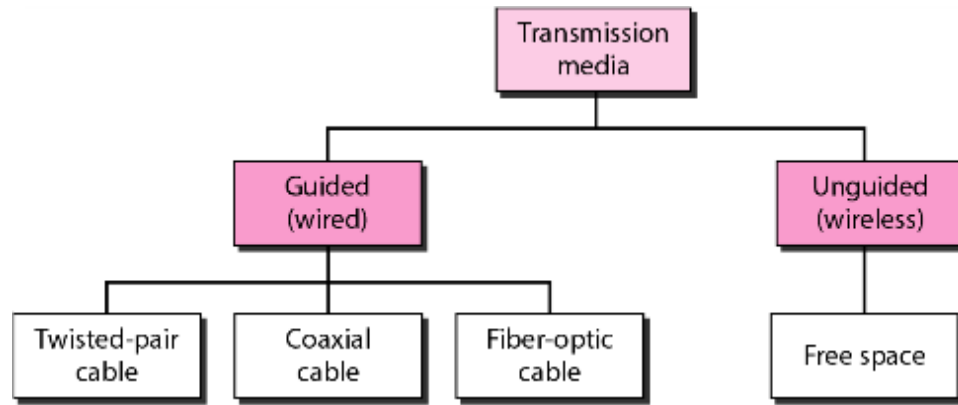 Transmission
media
Guided
(wired)
Unguided
(wireless)
Twisted-pair
cable
Coaxial
cable
Fiber-optic
cable
Free space